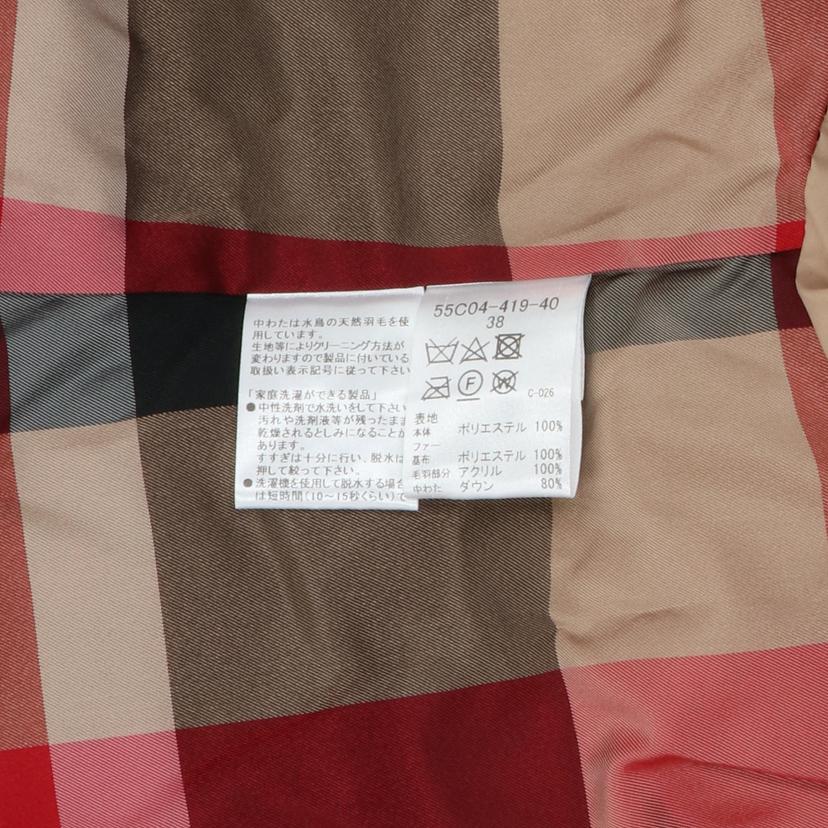 中わたは水鳥の天然羽毛を使
用しています。
生地等によりクリーニング方法が
変わりますので製品に付いている
取扱い表示記号に従って下さい
「家庭洗濯ができる製品」
●中性洗剤で水洗いをして下さい
汚れや洗剤液等が残ったまま
乾燥されるとしみになることが
あります。
すすぎは十分に行い、脱水は
押して絞って下さい。
●洗濯機を使用して脱水する場合
は短時間(10〜15秒くらい)で
55C04-419-40
38
F
W
C-026
表地
本体 ポリエステル 100%
ファー
基布 ポリエステル 100%
毛羽部分 アクリル 100%
中わた ダウン 80%